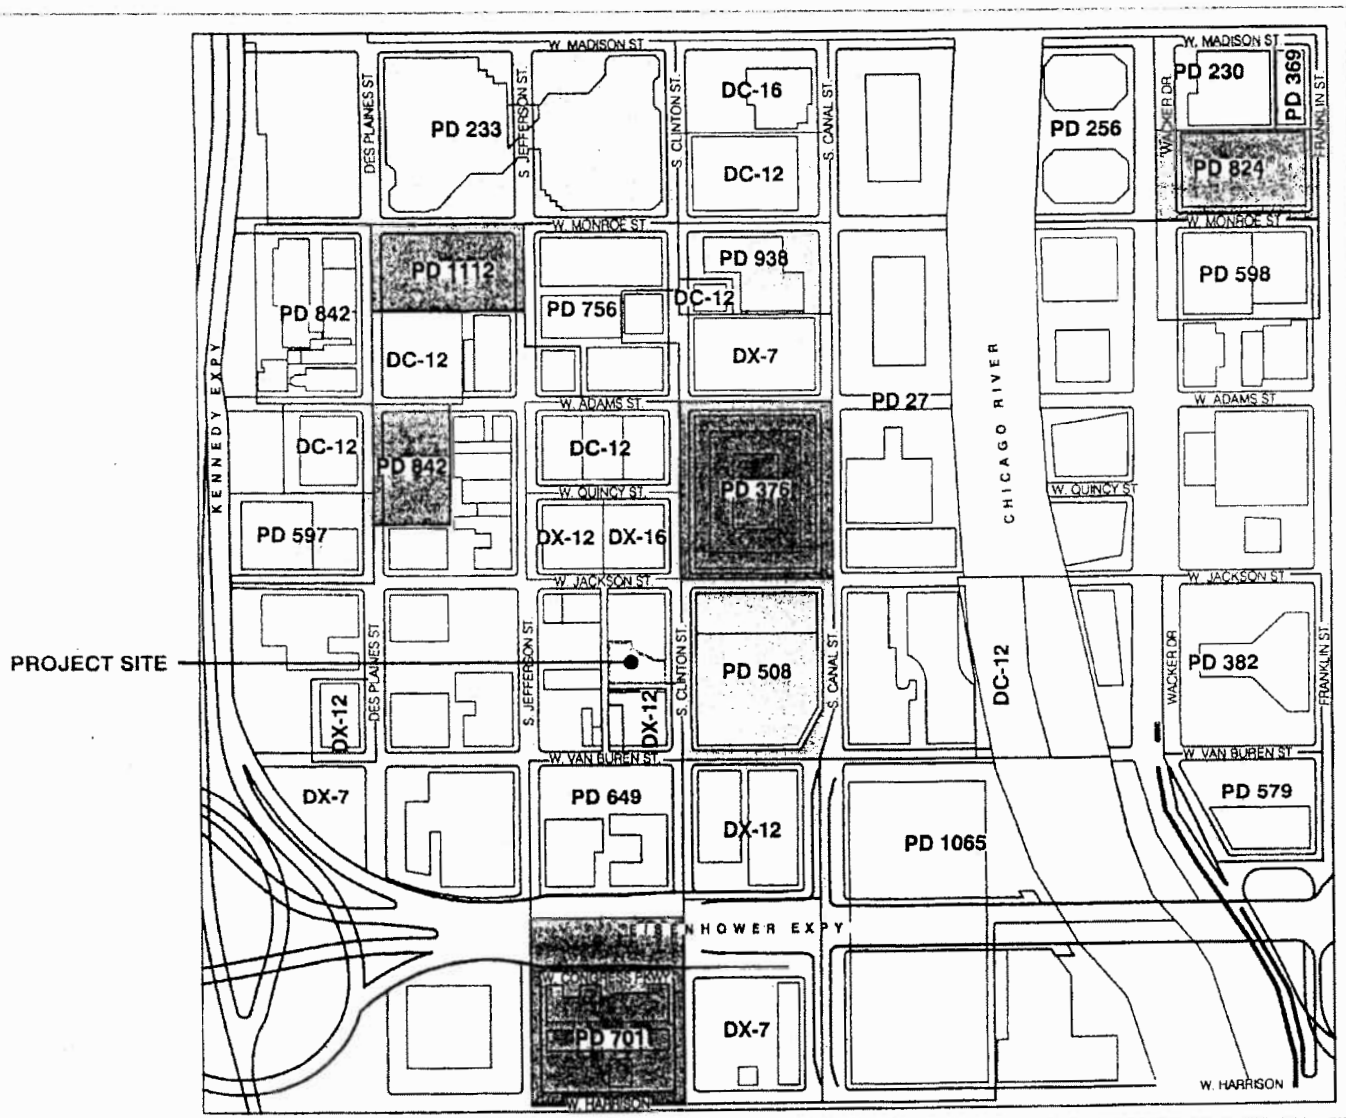 W. MADISON ST.
W. MADISON ST.
PD 230
PD 369
DC-16
DES PLAINES ST
S. JEFFERSON ST.
S. CLINTON ST.
S. CANAL ST.
WACKER DR.
FRANKLIN ST.
PD 233
PD 256
DC-12
PD 824
W. MONROE ST.
W. MONROE ST.
PD 1112
PD 938
PD 598
PD 842
PD 756
DC-12
DC-12
DX-7
KENNEDY EXPY
CHICAGO RIVER
W. ADAMS ST.
PD 27
W. ADAMS ST.
DC-12
PD 842
DC-12
PD 376
W. QUINCY ST.
W. QUINCY ST
PD 597
DX-12
DX-16
W. JACKSON ST.
W. JACKSON ST.
PROJECT SITE
DES PLAINES ST
S. JEFFERSON ST.
S. CLINTON ST.
PD 508
S. CANAL ST.
DC-12
WACKER DR
PD 382
FRANKLIN ST.
DX-12
DX-12
W. VAN BUREN ST.
W. VAN BUREN ST
DX-7
PD 649
DX-12
PD 1065
PD 579
EISENHOWER EXPY
W. CONGRESS PKWY
PD 701
DX-7
W. HARRISON
W. HARRISON